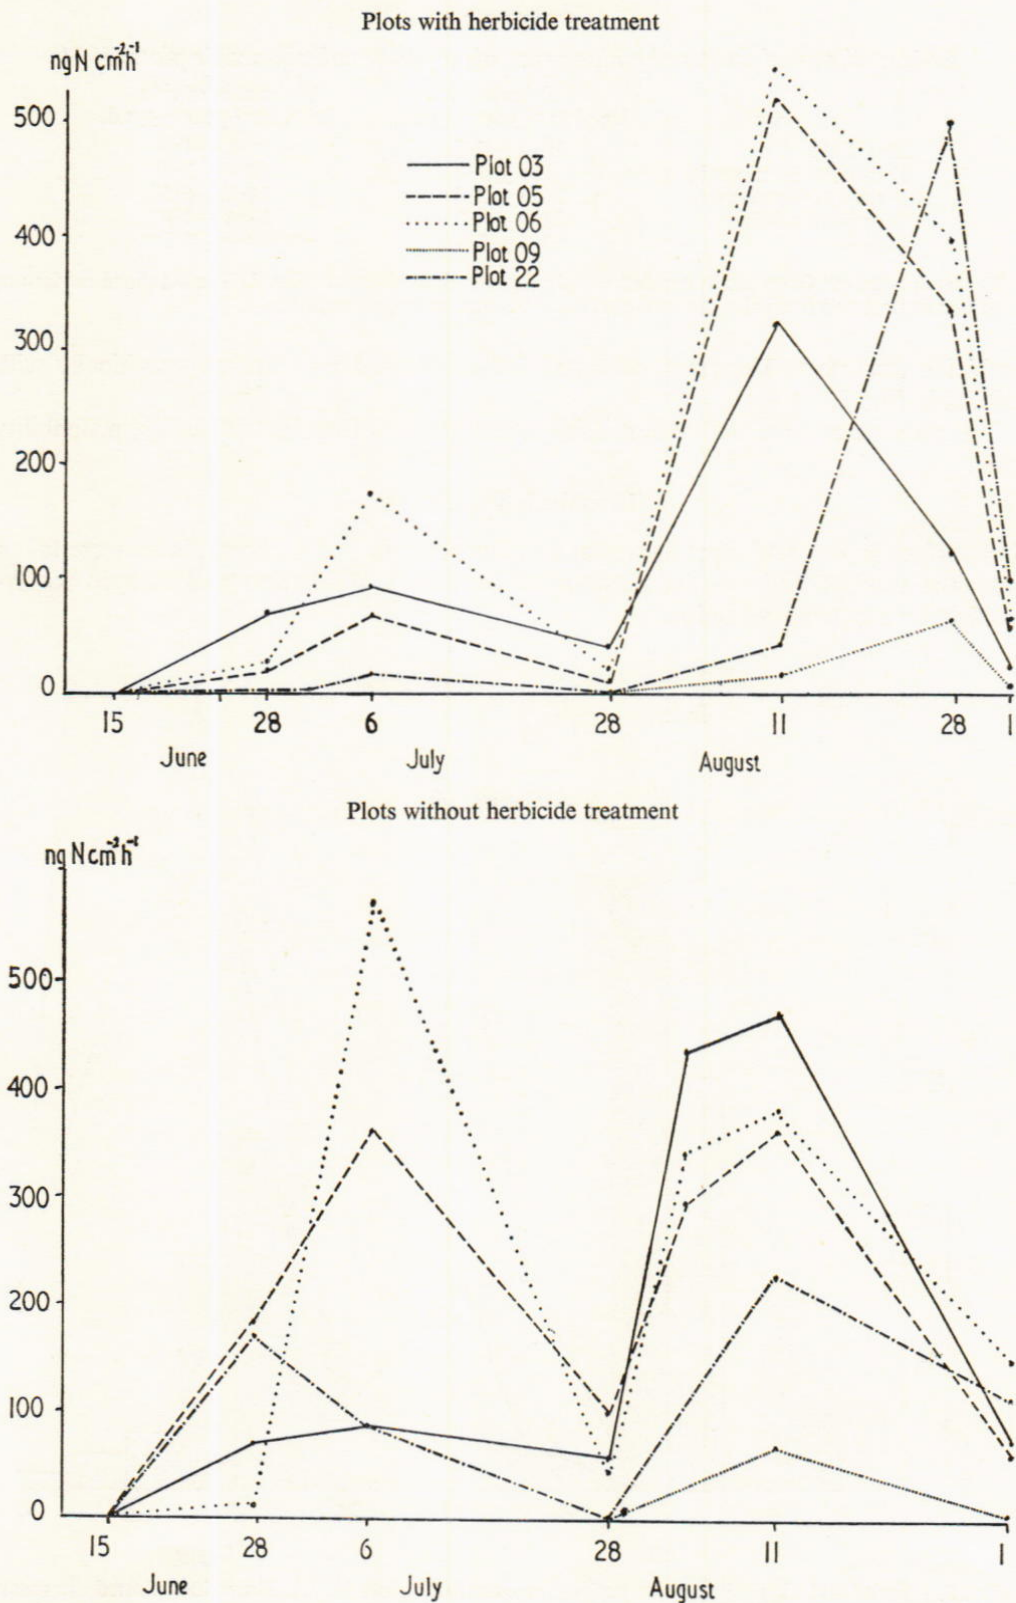 Plots with herbicide treatment
ng N cm⁻²h⁻¹
500
400
300
200
100
0
Plot 03
Plot 05
Plot 06
Plot 09
Plot 22
15 28 6 28 11 28 1
June July August
Plots without herbicide treatment
ng N cm⁻²h⁻¹
500
400
300
200
100
0
15 28 6 28 11 1
June July August